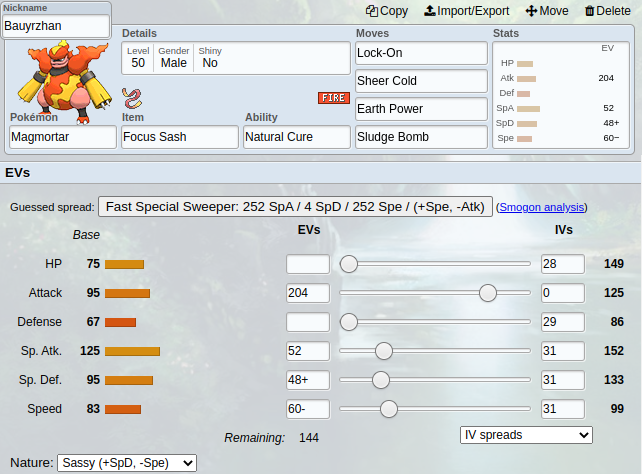 Nickname
Bauyrzhan
Copy Import/Export Move Delete
Details
Level Gender Shiny
50 Male No
FIRE
Pokémon Item Ability
Magmortar Focus Sash Natural Cure
Moves
Lock-On
Sheer Cold
Earth Power
Sludge Bomb
Stats
EV
HP
Atk 204
Def
SpA 52
SpD 48+
Spe 60−
EVs
Guessed spread: Fast Special Sweeper: 252 SpA / 4 SpD / 252 Spe / (+Spe, -Atk) (Smogon analysis)
Base EVs IVs
HP 75 28 149
Attack 95 204 0 125
Defense 67 29 86
Sp. Atk. 125 52 31 152
Sp. Def. 95 48+ 31 133
Speed 83 60- 31 99
Remaining: 144 IV spreads
Nature: Sassy (+SpD, -Spe)